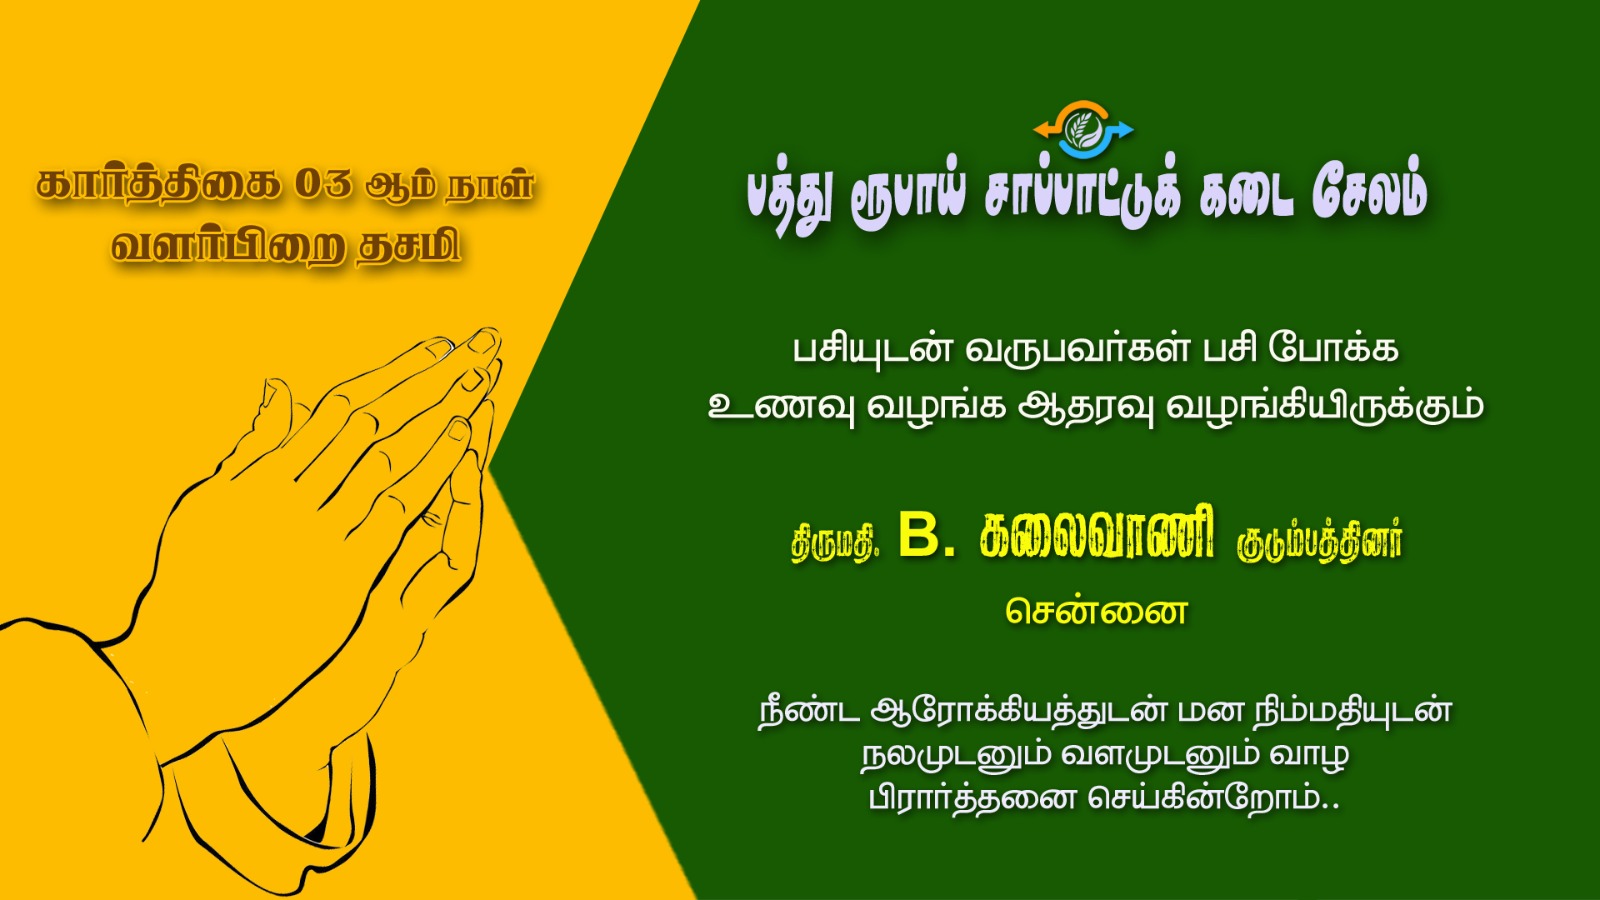 கார்த்திகை 03 ஆம் நாள்
வளர்பிறை தசமி
பத்து ரூபாய் சாப்பாட்டுக் கடை சேலம்
பசியுடன் வருபவர்கள் பசி போக்க
உணவு வழங்க ஆதரவு வழங்கியிருக்கும்
திருமதி. B. கலைவாணி குடும்பத்தினர்
சென்னை
நீண்ட ஆரோக்கியத்துடன் மன நிம்மதியுடன்
நலமுடனும் வளமுடனும் வாழ
பிரார்த்தனை செய்கின்றோம்..